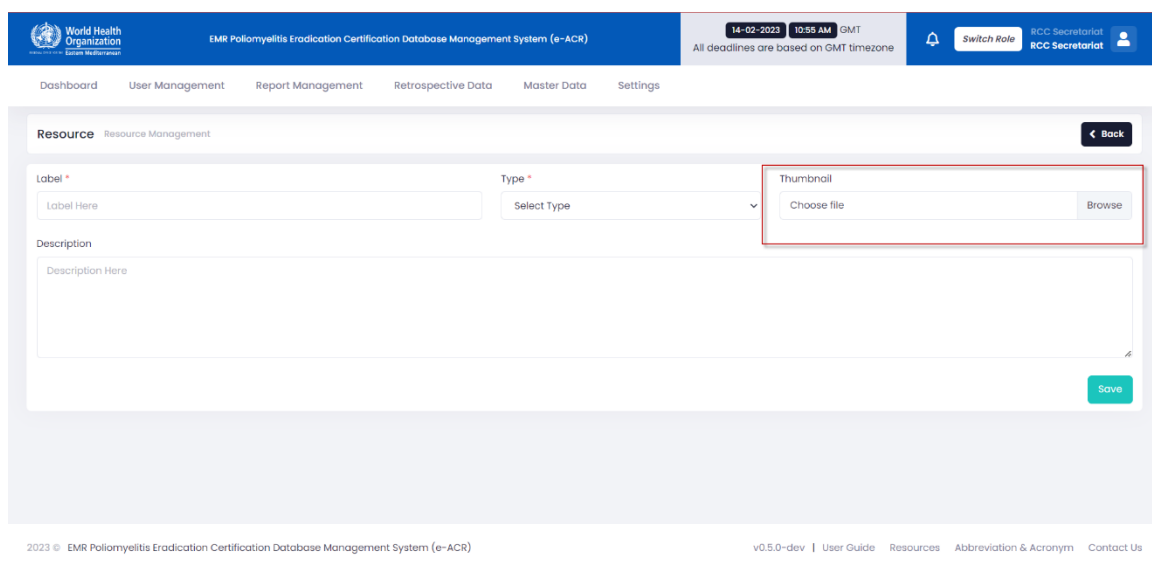 World Health
Organization
Eastern Mediterranean
EMR Poliomyelitis Eradication Certification Database Management System (e-ACR)
14-02-2023 10:55 AM GMT
All deadlines are based on GMT timezone
Switch Role
RCC Secretariat
RCC Secretariat
Dashboard User Management Report Management Retrospective Data Master Data Settings
Resource Resource Management
Back
Label * Type * Thumbnail
Label Here Select Type Choose file Browse
Description
Description Here
Save
2023 © EMR Poliomyelitis Eradication Certification Database Management System (e-ACR) v0.5.0-dev | User Guide Resources Abbreviation & Acronym Contact Us